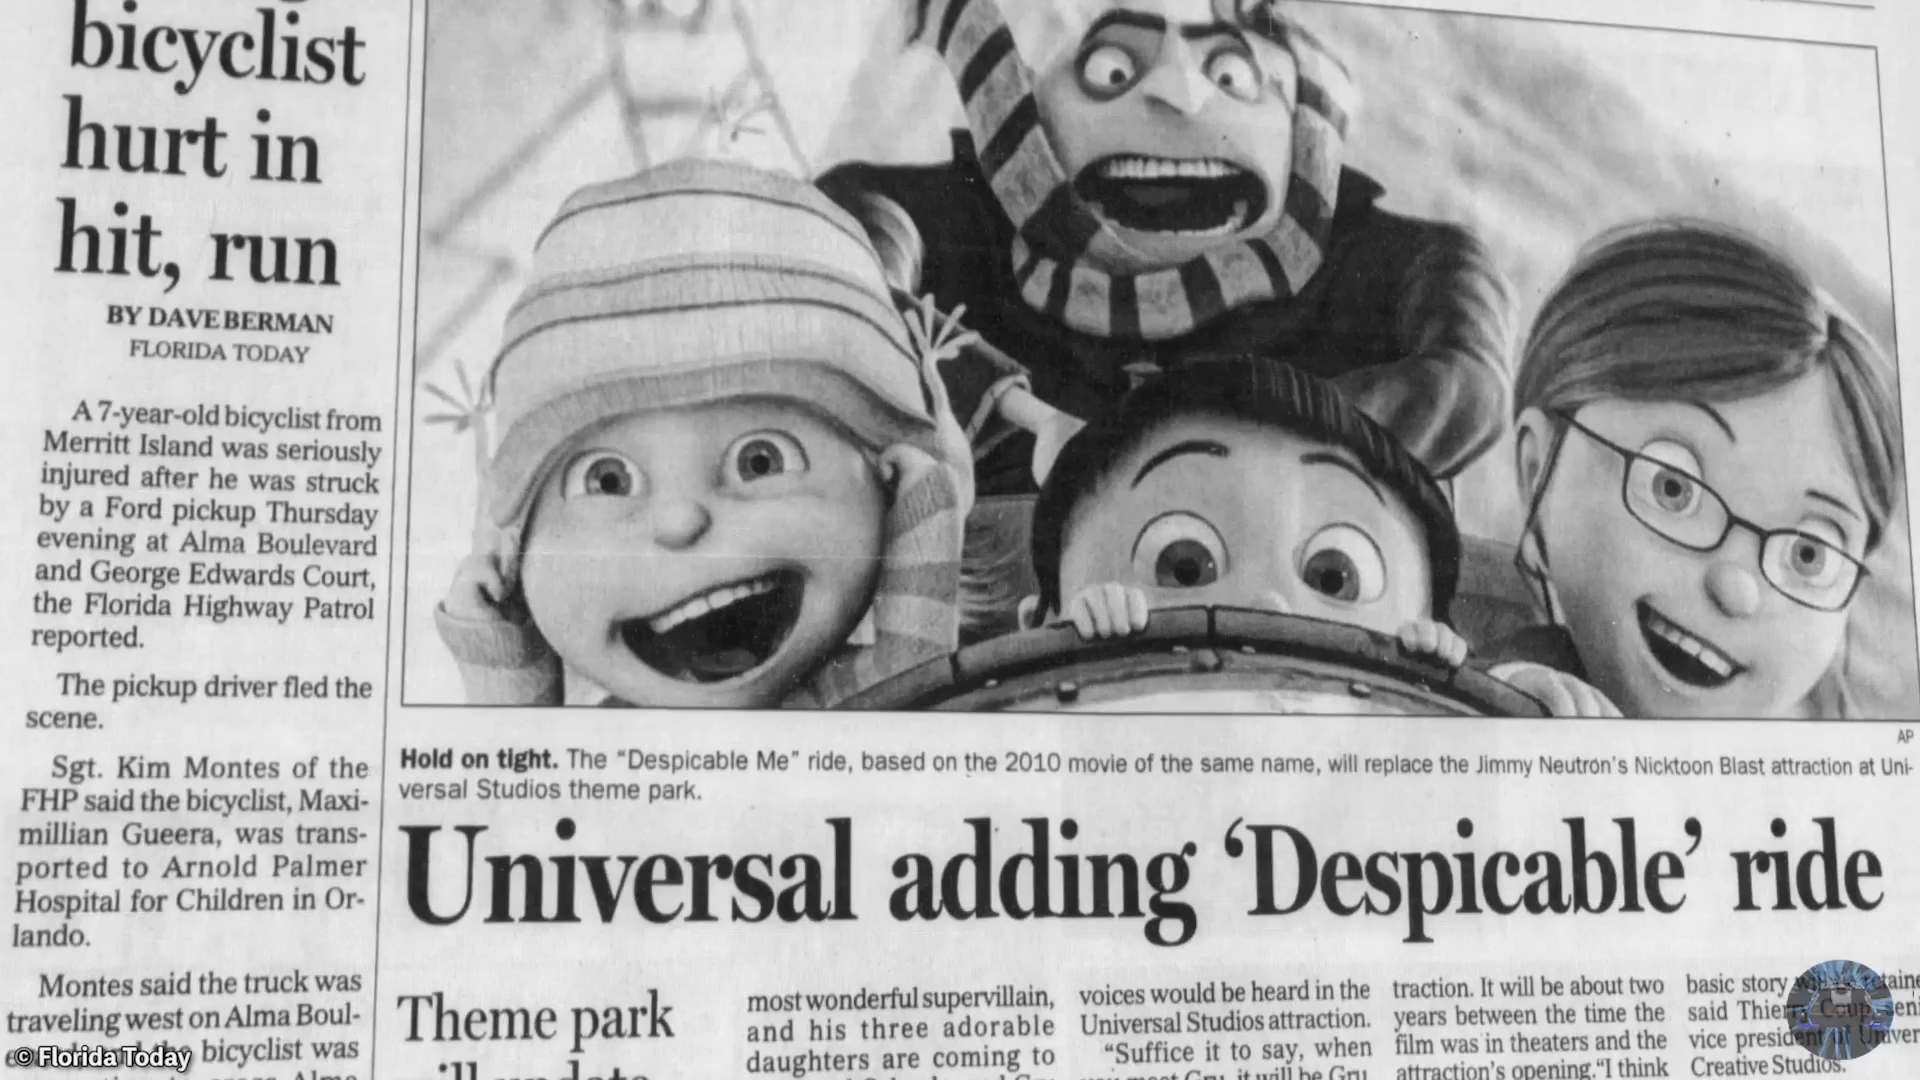 bicyclist
hurt in
hit, run
BY DAVE BERMAN
FLORIDA TODAY
A 7-year-old bicyclist from
Merritt Island was seriously
injured after he was struck
by a Ford pickup Thursday
evening at Alma Boulevard
and George Edwards Court,
the Florida Highway Patrol
reported.
The pickup driver fled the
scene.
Sgt. Kim Montes of the
FHP said the bicyclist, Maxi-
millian Gueera, was trans-
ported to Arnold Palmer
Hospital for Children in Or-
lando.
Montes said the truck was
traveling west on Alma Boul-
bicyclist was
© Florida Today
AP
Hold on tight. The “Despicable Me” ride, based on the 2010 movie of the same name, will replace the Jimmy Neutron's Nicktoon Blast attraction at Uni-
versal Studios theme park.
Universal adding ‘Despicable’ ride
Theme park
most wonderful supervillain,
and his three adorable
daughters are coming to
voices would be heard in the
Universal Studios attraction.
“Suffice it to say, when
traction. It will be about two
years between the time the
film was in theaters and the
attraction's opening.“I think
basic story
said Thierry Coup
vice president of
Creative Studios.